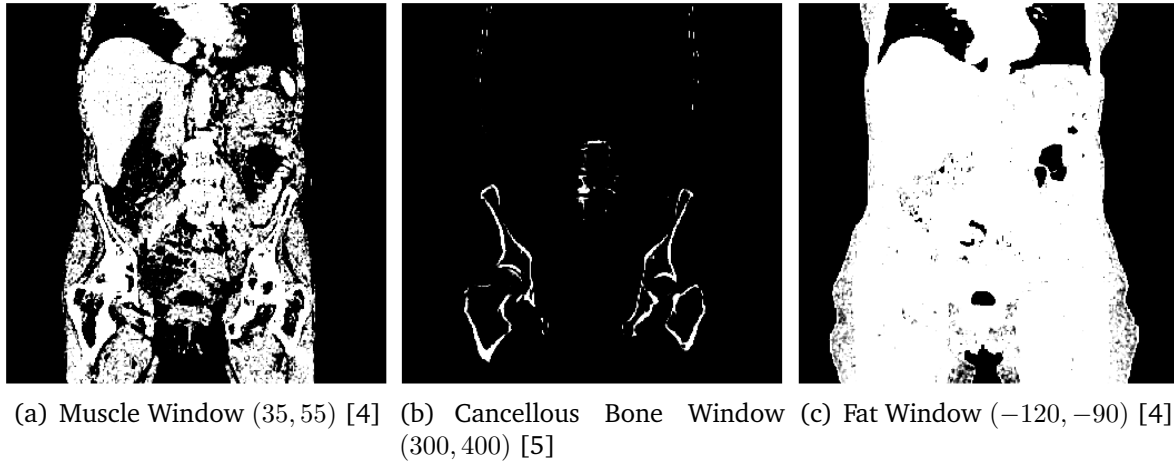 (a) Muscle Window (35, 55) [4]
(b) Cancellous Bone Window
(300, 400) [5]
(c) Fat Window (−120, −90) [4]